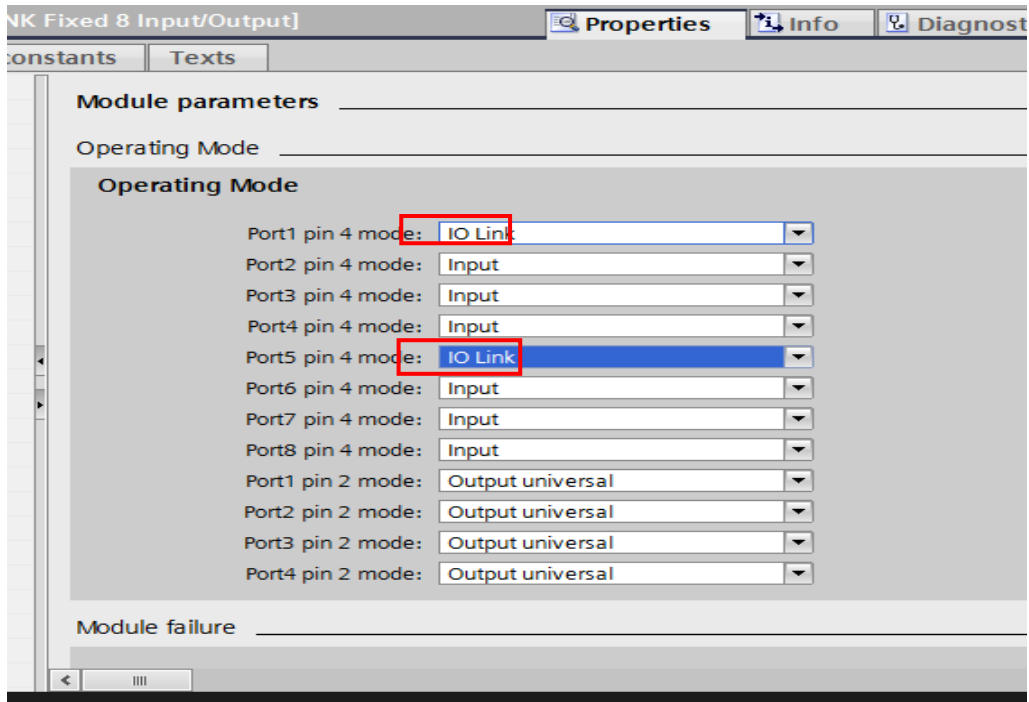 NK Fixed 8 Input/Output]
Properties
Info
Diagnost
constants
Texts
Module parameters
Operating Mode
Operating Mode
Port1 pin 4 mode: IO Link
Port2 pin 4 mode: Input
Port3 pin 4 mode: Input
Port4 pin 4 mode: Input
Port5 pin 4 mode: IO Link
Port6 pin 4 mode: Input
Port7 pin 4 mode: Input
Port8 pin 4 mode: Input
Port1 pin 2 mode: Output universal
Port2 pin 2 mode: Output universal
Port3 pin 2 mode: Output universal
Port4 pin 2 mode: Output universal
Module failure